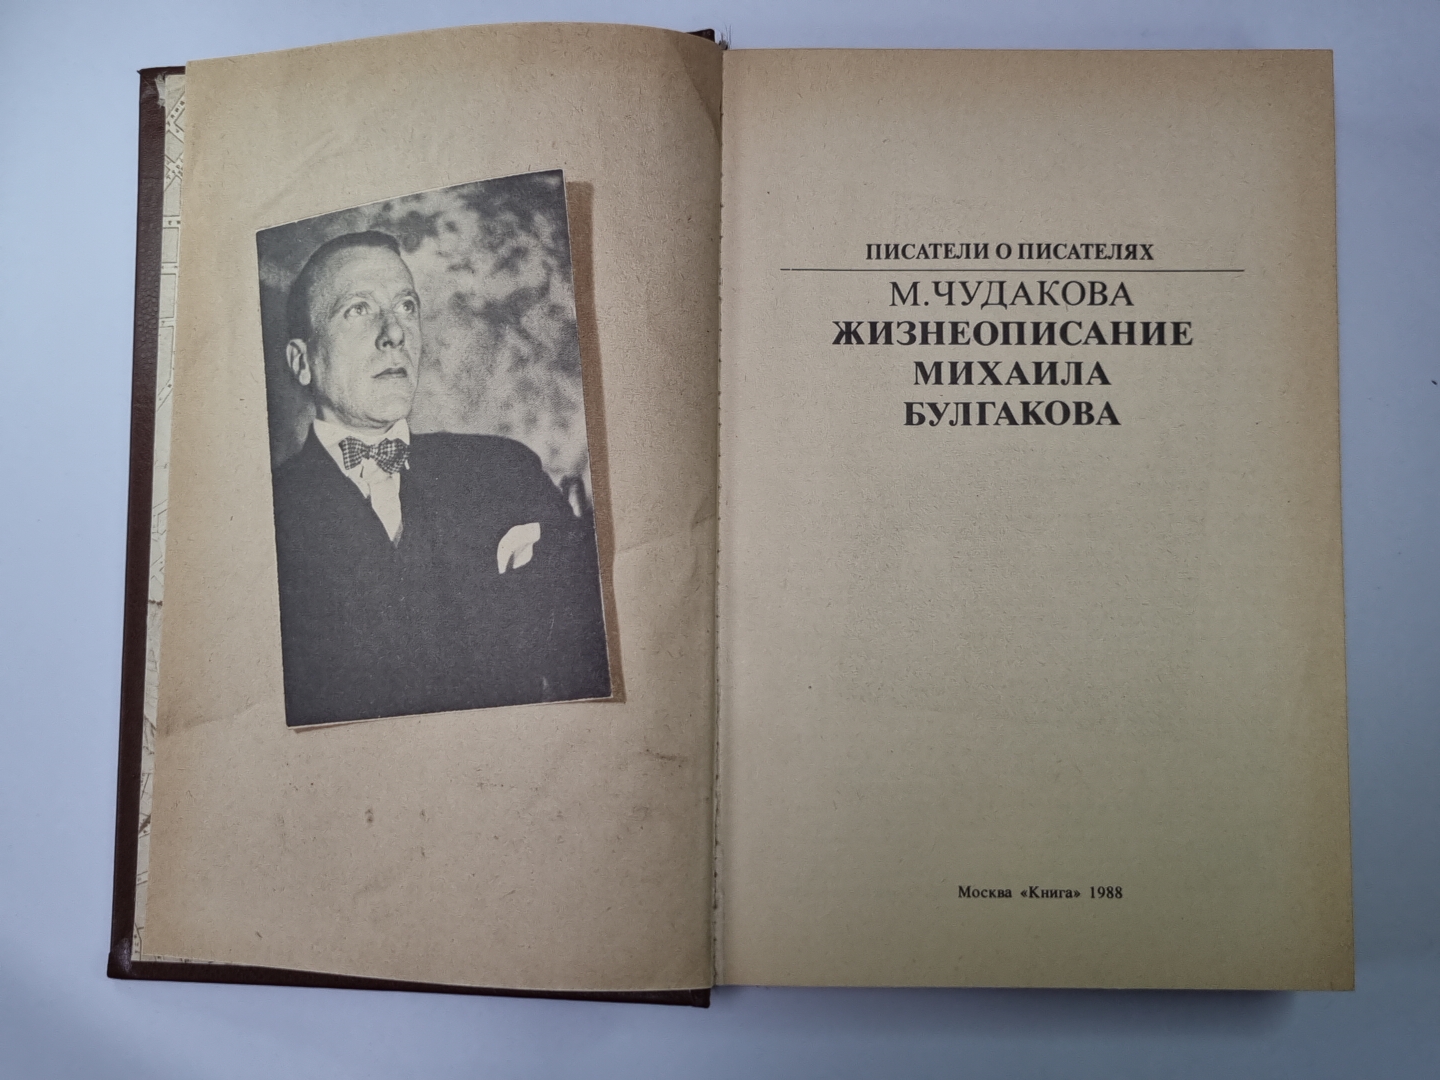 ПИСАТЕЛИ О ПИСАТЕЛЯХ
М.ЧУДАКОВА
ЖИЗНЕОПИСАНИЕ
МИХАИЛА
БУЛГАКОВА
Москва «Книга» 1988